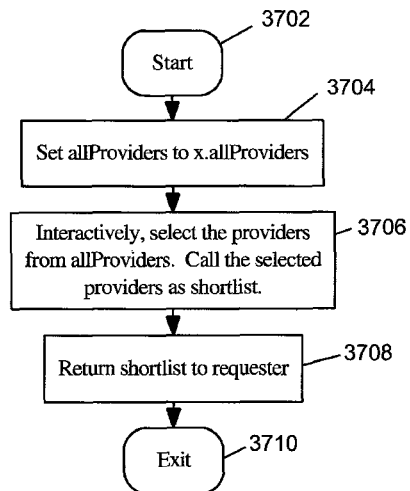 3702
Start
3704
Set allProviders to x.allProviders
Interactively, select the providers
3706
from allProviders. Call the selected
providers as shortlist.
3708
Return shortlist to requester
Exit
3710